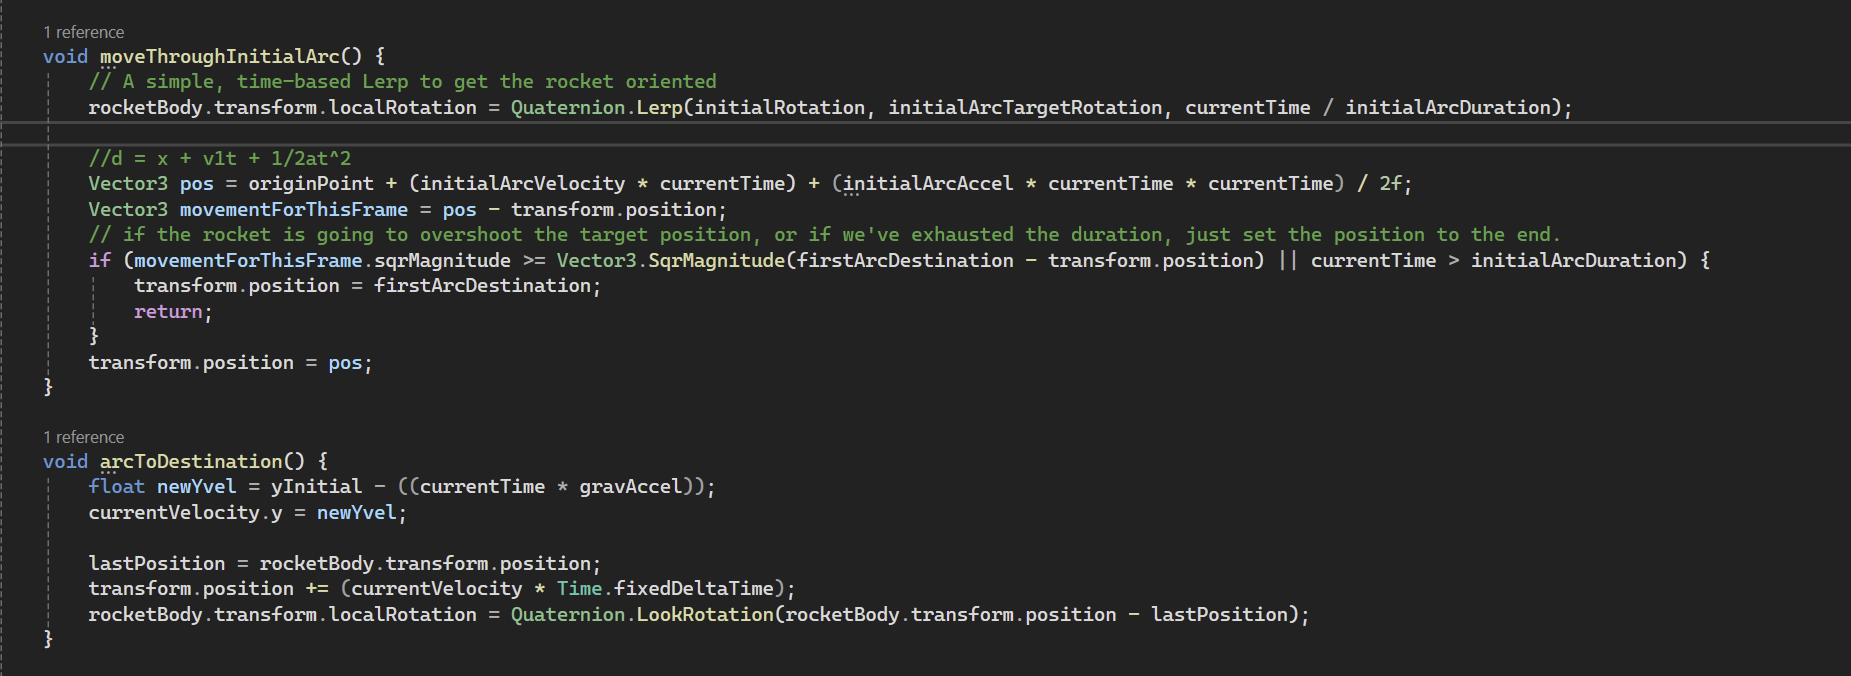 1 reference
void moveThroughInitialArc() {
// A simple, time-based Lerp to get the rocket oriented
rocketBody.transform.localRotation = Quaternion.Lerp(initialRotation, initialArcTargetRotation, currentTime / initialArcDuration);
//d = x + v1t + 1/2at^2
Vector3 pos = originPoint + (initialArcVelocity * currentTime) + (initialArcAccel * currentTime * currentTime) / 2f;
Vector3 movementForThisFrame = pos - transform.position;
// if the rocket is going to overshoot the target position, or if we've exhausted the duration, just set the position to the end.
if (movementForThisFrame.sqrMagnitude >= Vector3.SqrMagnitude(firstArcDestination - transform.position) || currentTime > initialArcDuration) {
transform.position = firstArcDestination;
return;
}
transform.position = pos;
}
1 reference
void arcToDestination() {
float newYvel = yInitial - ((currentTime * gravAccel));
currentVelocity.y = newYvel;
lastPosition = rocketBody.transform.position;
transform.position += (currentVelocity * Time.fixedDeltaTime);
rocketBody.transform.localRotation = Quaternion.LookRotation(rocketBody.transform.position - lastPosition);
}